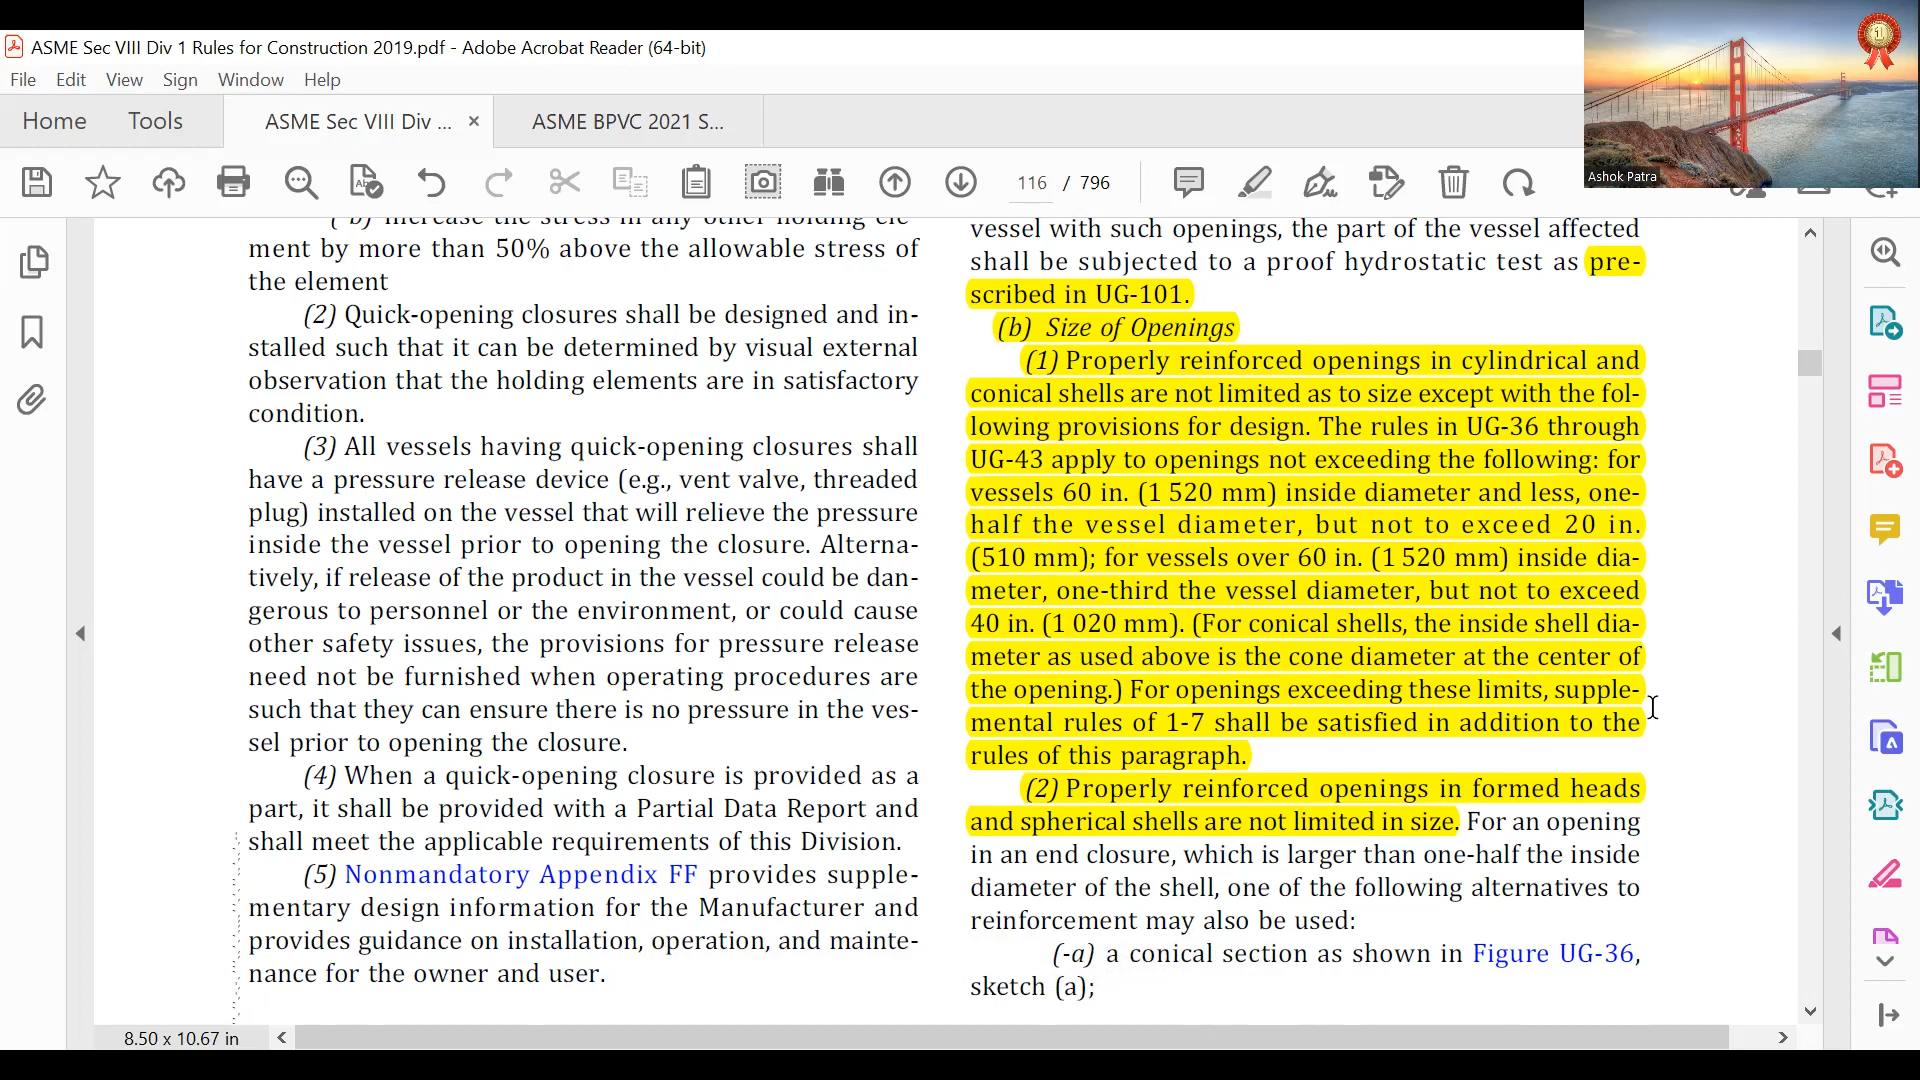 ASME Sec VIII Div 1 Rules for Construction 2019.pdf - Adobe Acrobat Reader (64-bit)
File Edit View Sign Window Help
Home Tools ASME Sec VIII Div ... × ASME BPVC 2021 S...
116 / 796
1
Ashok Patra
(b) increase the stress in any other holding ele-
ment by more than 50% above the allowable stress of
the element
(2) Quick-opening closures shall be designed and in-
stalled such that it can be determined by visual external
observation that the holding elements are in satisfactory
condition.
(3) All vessels having quick-opening closures shall
have a pressure release device (e.g., vent valve, threaded
plug) installed on the vessel that will relieve the pressure
inside the vessel prior to opening the closure. Alterna-
tively, if release of the product in the vessel could be dan-
gerous to personnel or the environment, or could cause
other safety issues, the provisions for pressure release
need not be furnished when operating procedures are
such that they can ensure there is no pressure in the ves-
sel prior to opening the closure.
(4) When a quick-opening closure is provided as a
part, it shall be provided with a Partial Data Report and
shall meet the applicable requirements of this Division.
(5) Nonmandatory Appendix FF provides supple-
mentary design information for the Manufacturer and
provides guidance on installation, operation, and mainte-
nance for the owner and user.
vessel with such openings, the part of the vessel affected
shall be subjected to a proof hydrostatic test as pre-
scribed in UG-101.
(b) Size of Openings
(1) Properly reinforced openings in cylindrical and
conical shells are not limited as to size except with the fol-
lowing provisions for design. The rules in UG-36 through
UG-43 apply to openings not exceeding the following: for
vessels 60 in. (1 520 mm) inside diameter and less, one-
half the vessel diameter, but not to exceed 20 in.
(510 mm); for vessels over 60 in. (1 520 mm) inside dia-
meter, one-third the vessel diameter, but not to exceed
40 in. (1 020 mm). (For conical shells, the inside shell dia-
meter as used above is the cone diameter at the center of
the opening.) For openings exceeding these limits, supple-
mental rules of 1-7 shall be satisfied in addition to the
rules of this paragraph.
(2) Properly reinforced openings in formed heads
and spherical shells are not limited in size. For an opening
in an end closure, which is larger than one-half the inside
diameter of the shell, one of the following alternatives to
reinforcement may also be used:
(-a) a conical section as shown in Figure UG-36,
sketch (a);
8.50 x 10.67 in